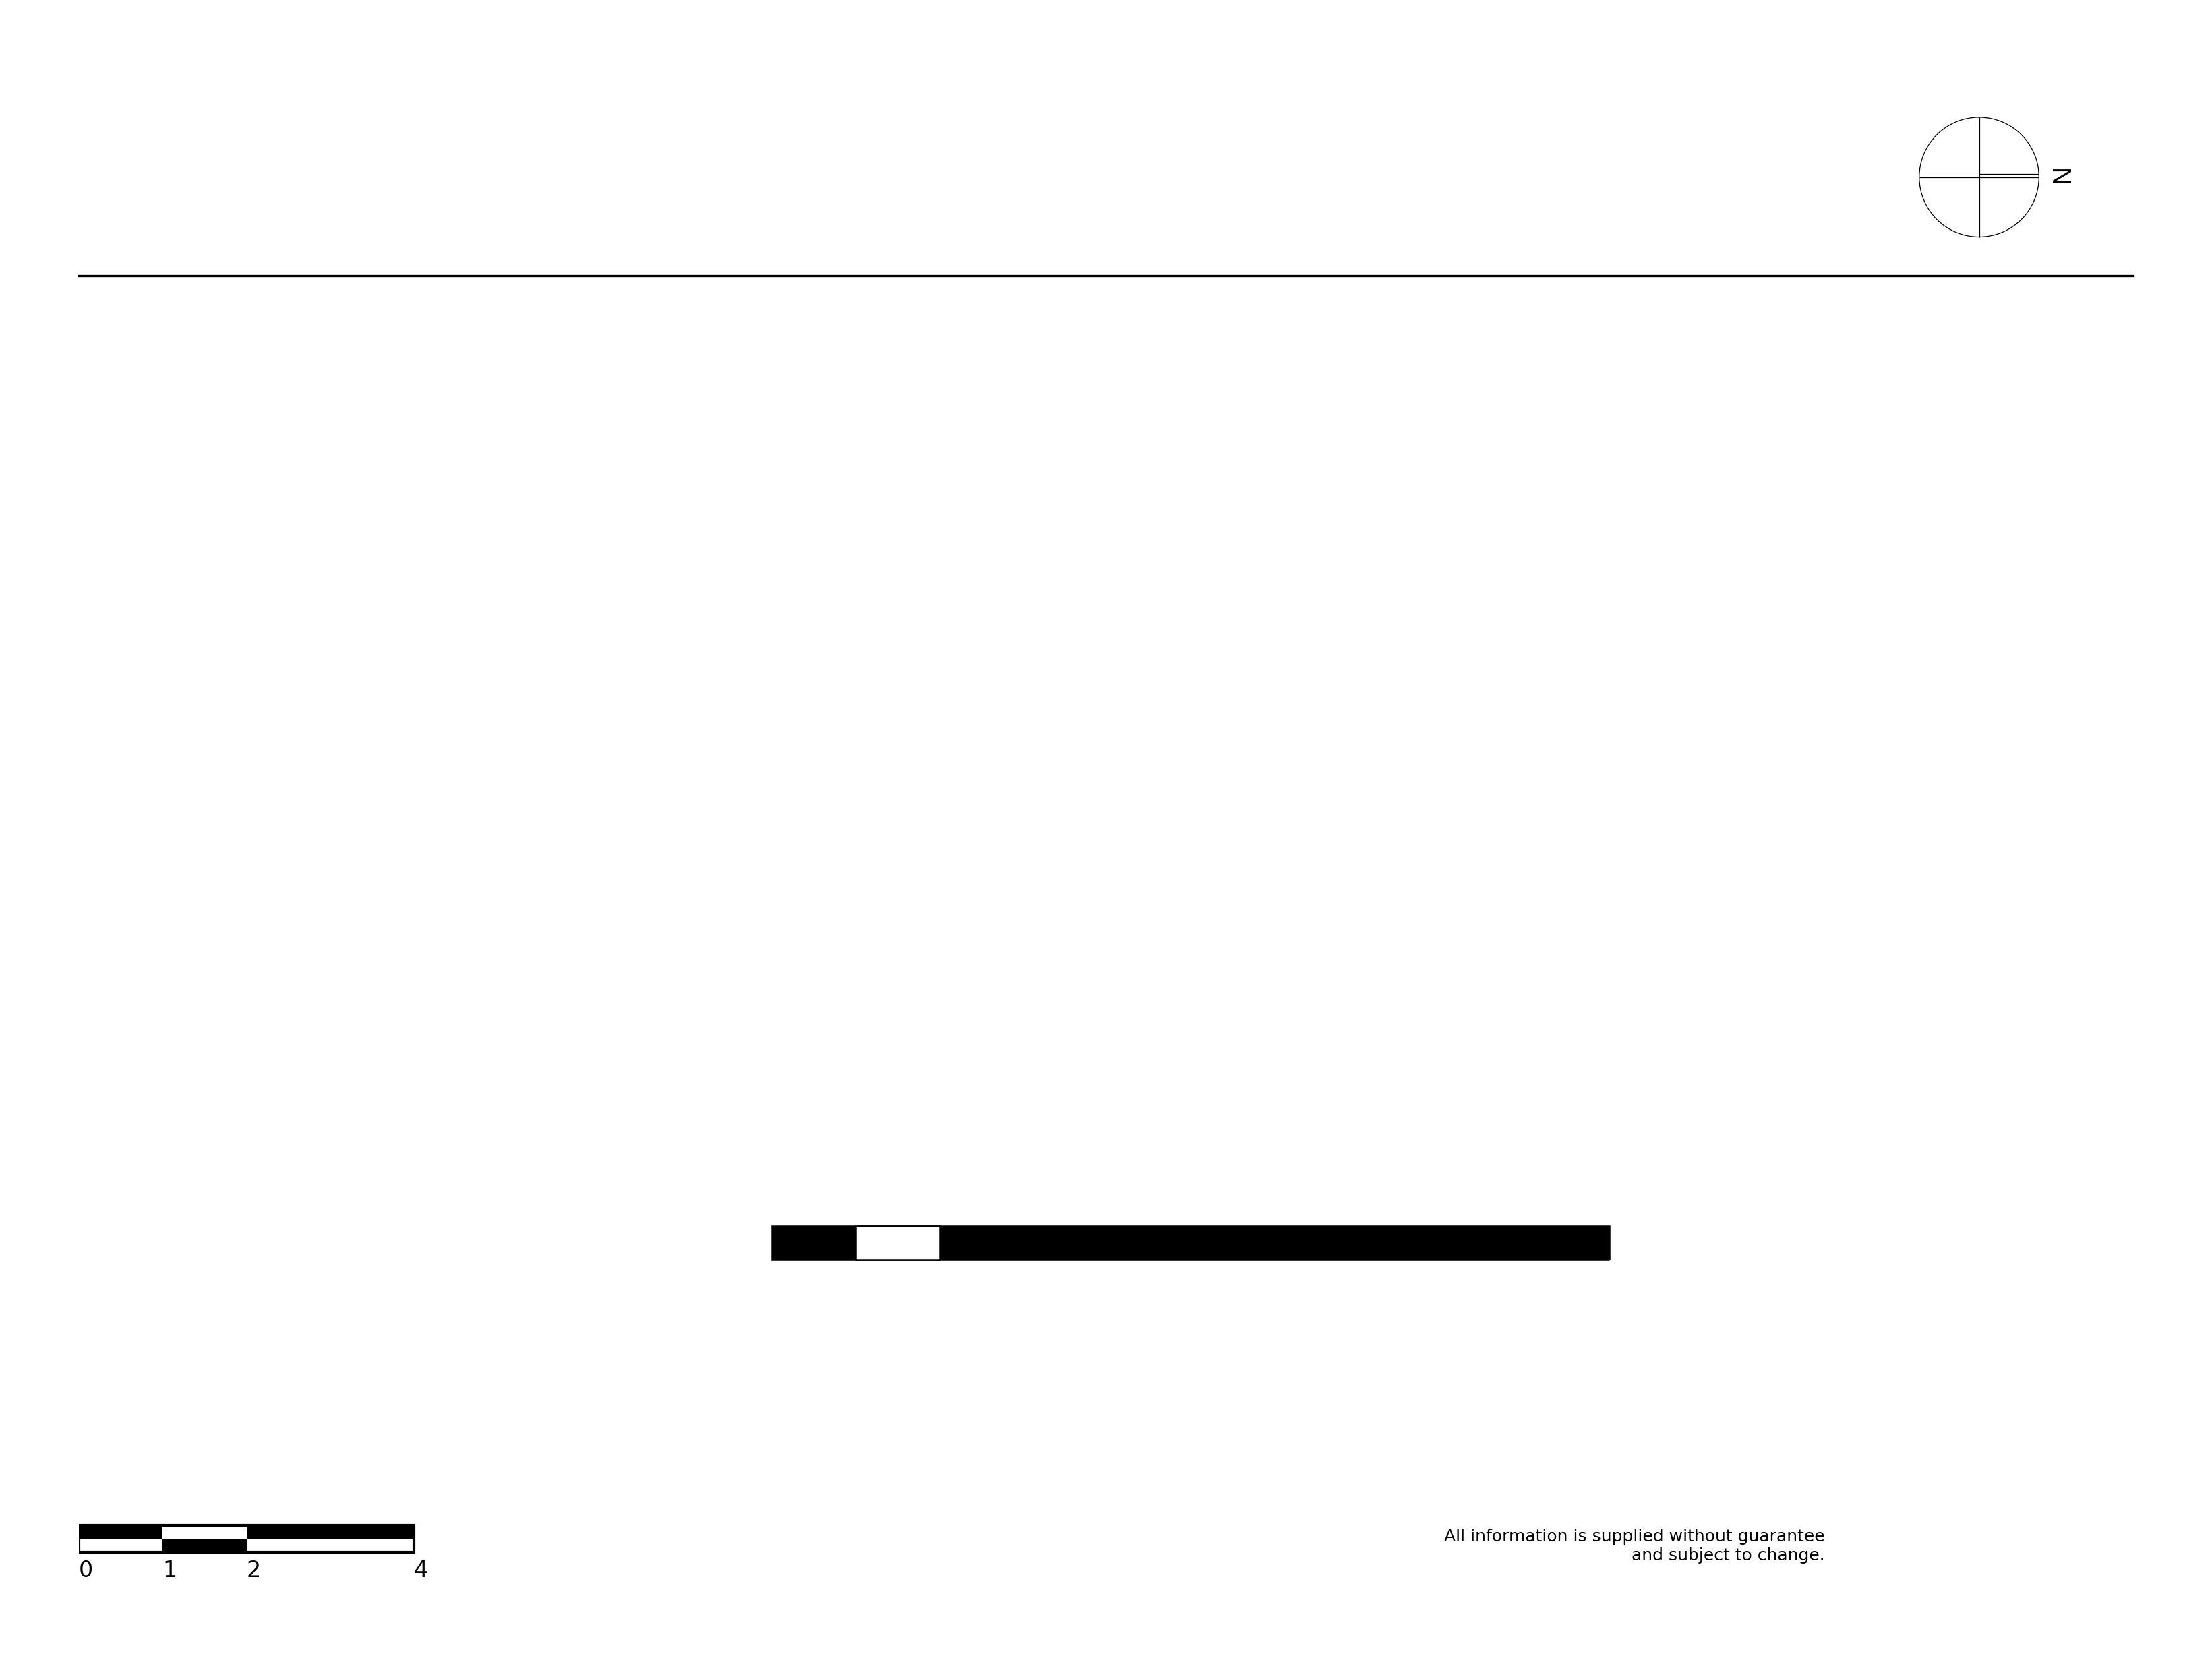 N
0 1 2 4
All information is supplied without guarantee
and subject to change.